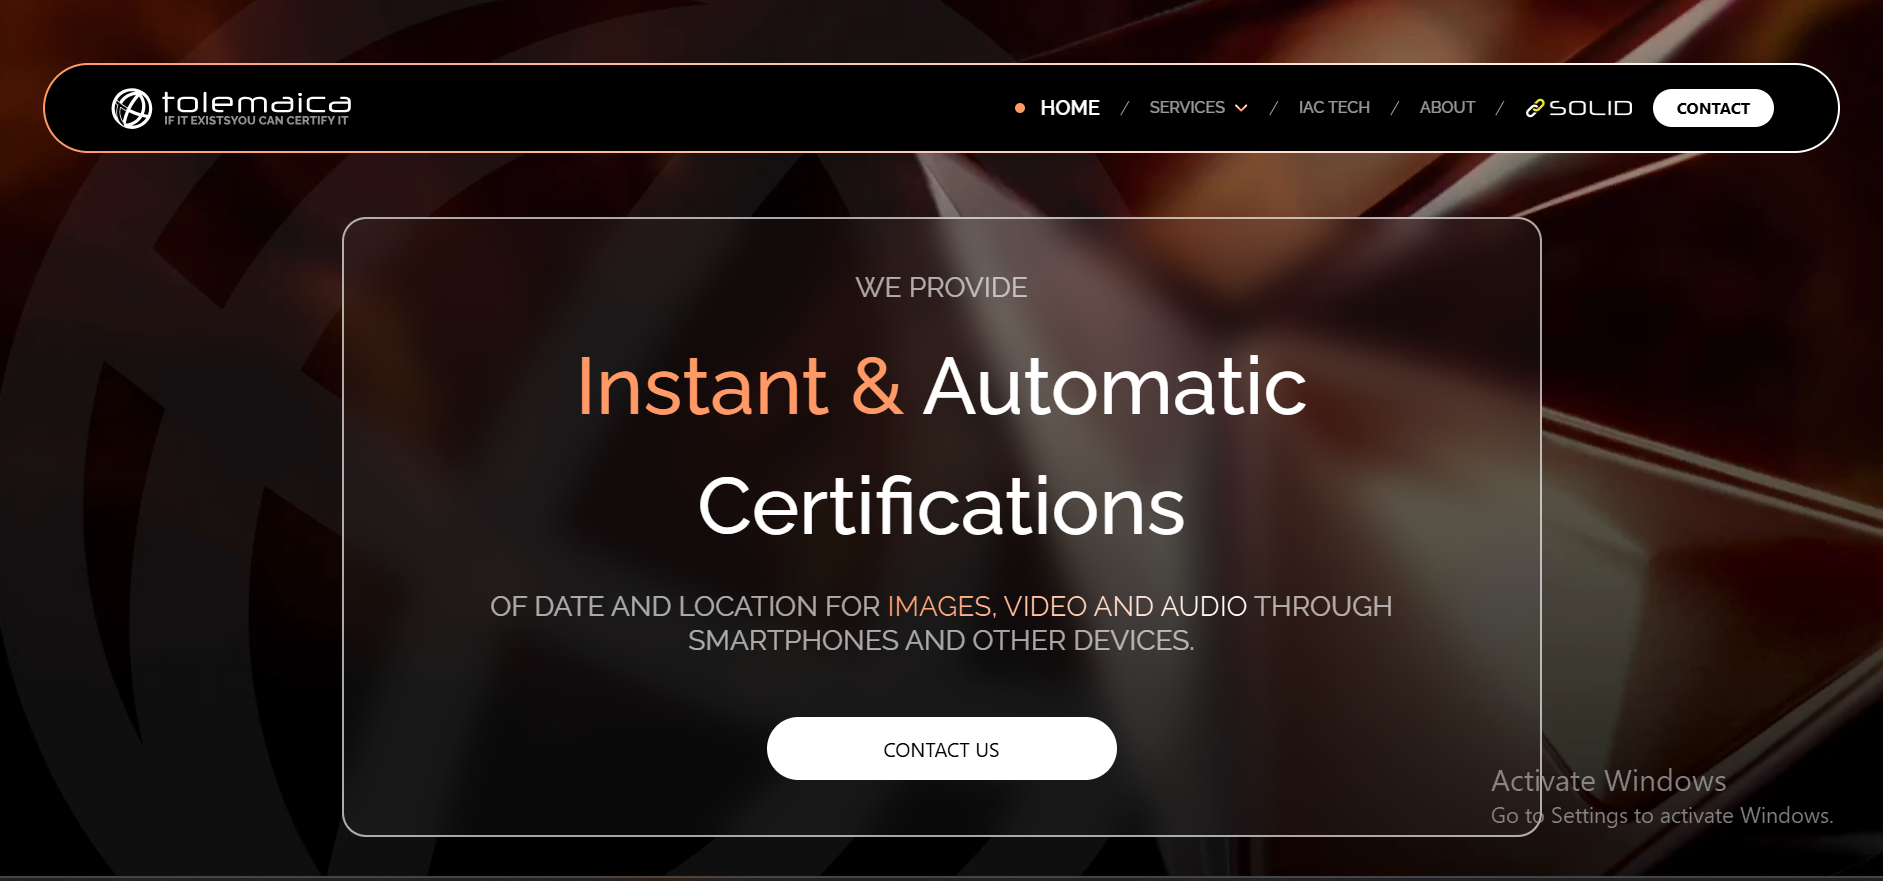 tolemaica
IF IT EXISTSYOU CAN CERTIFY IT
HOME / SERVICES / IAC TECH / ABOUT / SOLID CONTACT
WE PROVIDE
Instant & Automatic
Certifications
OF DATE AND LOCATION FOR IMAGES, VIDEO AND AUDIO THROUGH
SMARTPHONES AND OTHER DEVICES.
CONTACT US
Activate Windows
Go to Settings to activate Windows.